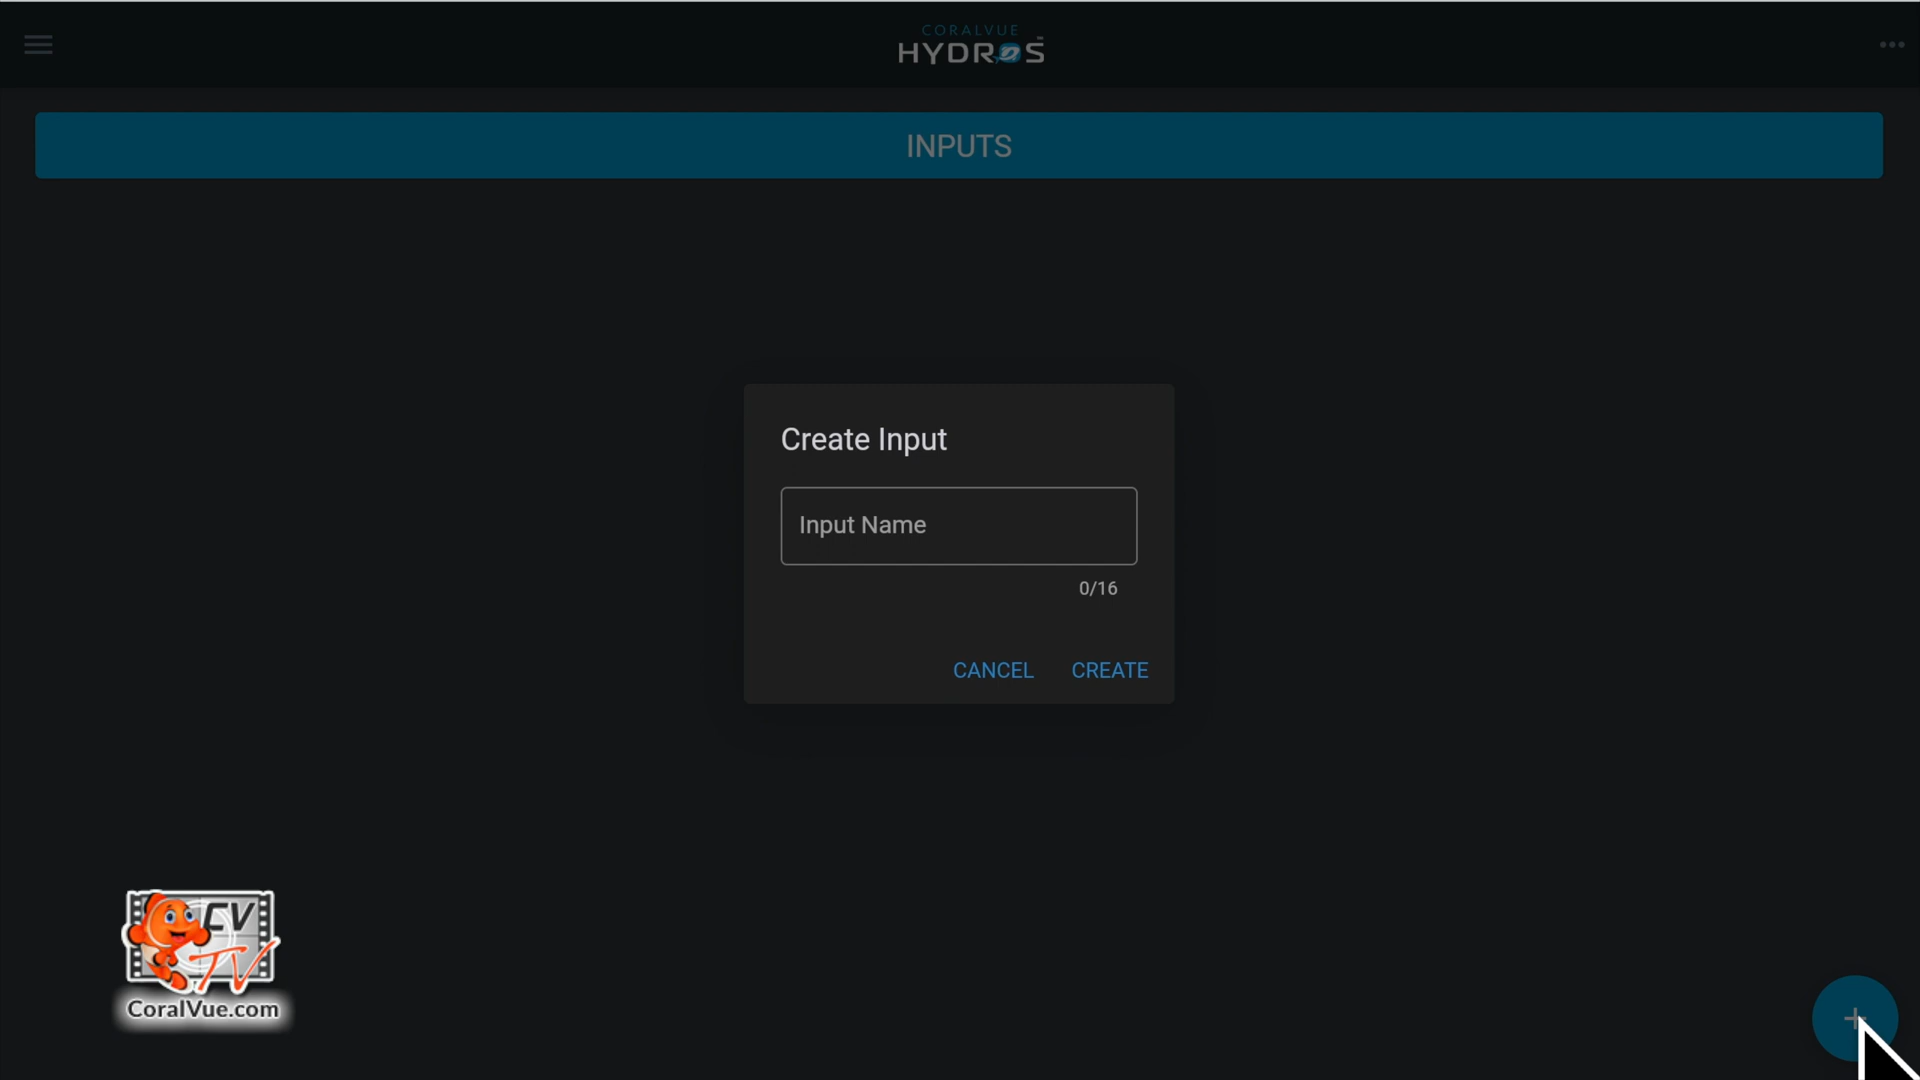 CORALVUE
HYDROS
INPUTS
Create Input
Input Name
0/16
CANCEL CREATE
CV
TV
CoralVue.com